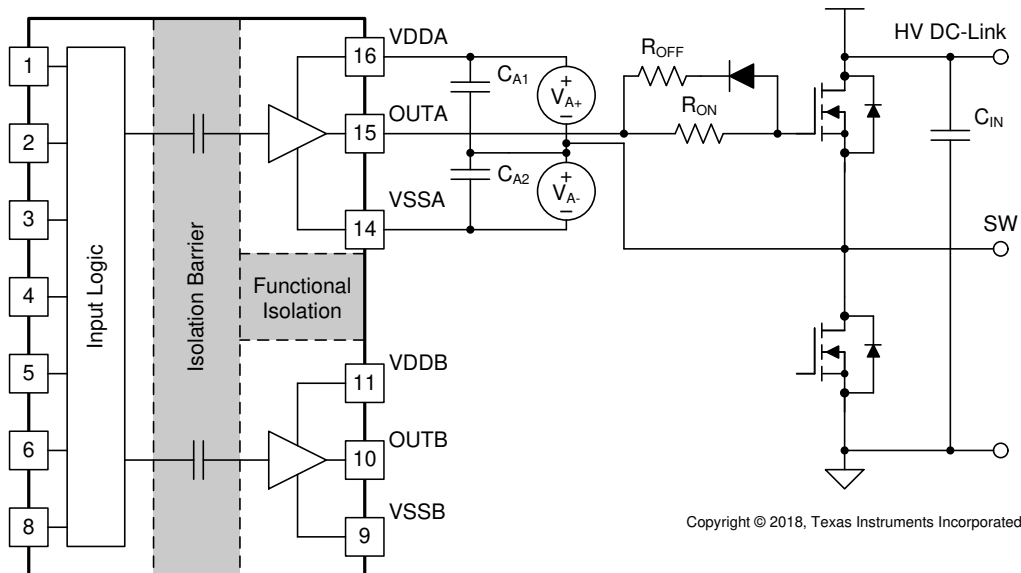 1
2
3
4
5
6
8
Input Logic
Isolation Barrier
Functional
Isolation
16
VDDA
15
OUTA
14
VSSA
11
VDDB
10
OUTB
9
VSSB
CA1
CA2
+
VA+
–
+
VA-
–
ROFF
RON
HV DC-Link
CIN
SW
Copyright © 2018, Texas Instruments Incorporated